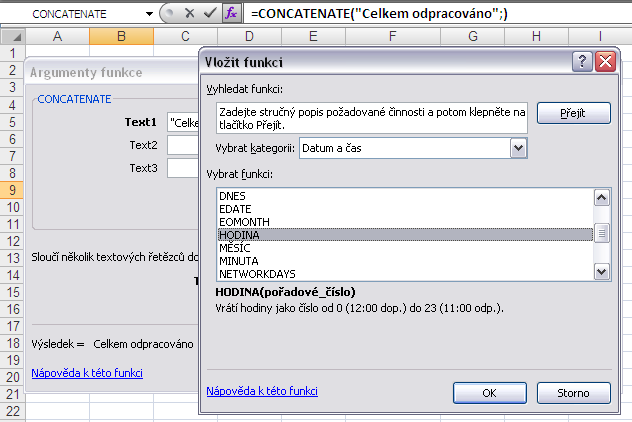 CONCATENATE =CONCATENATE("Celkem odpracováno";)
A B C D E F G H I
1
2
3
4
5
6
7
8
9
10
11
12
13
14
15
16
17
18
19
20
21
22
Argumenty funkce
CONCATENATE
Text1 "Celke
Text2
Text3
Sloučí několik textových řetězců do
T
Výsledek = Celkem odpracováno
Nápověda k této funkci
Vložit funkci
Vyhledat funkci:
Zadejte stručný popis požadované činnosti a potom klepněte na
tlačítko Přejít.
Přejít
Vybrat kategorii: Datum a čas
Vybrat funkci:
DNES
EDATE
EOMONTH
HODINA
MĚSÍC
MINUTA
NETWORKDAYS
HODINA(pořadové_číslo)
Vrátí hodiny jako číslo od 0 (12:00 dop.) do 23 (11:00 odp.).
Nápověda k této funkci
OK Storno